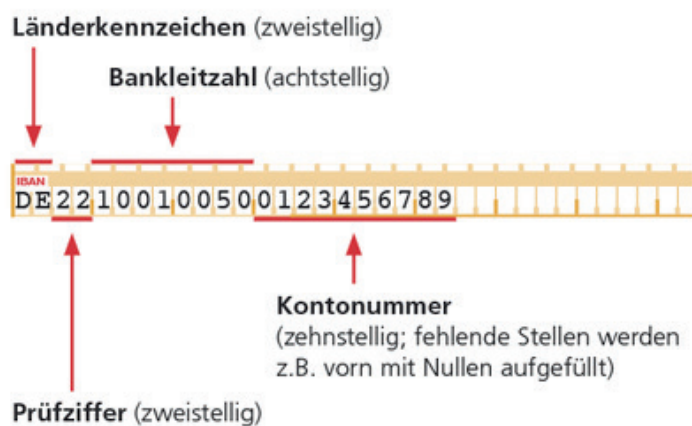 Länderkennzeichen (zweistellig)
Bankleitzahl (achtstellig)
IBAN
DE22100100500123456789
Kontonummer
(zehnstellig; fehlende Stellen werden
z.B. vorn mit Nullen aufgefüllt)
Prüfziffer (zweistellig)